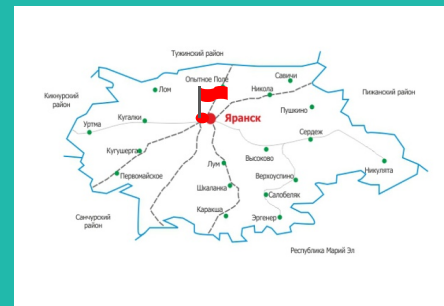 Тужинский район
Опытное Поле
Савичи
Лом
Никола
Пижанский район
Кикнурский
район
Пушкино
Яранск
Кугалки
Уртма
Сердеж
Кугушерга
Высоково
Лум
Никулята
Первомайское
Верхоуслино
Шкаланка
Салобеляк
Каракша
Эргенер
Санчурский
район
Республика Марий Эл